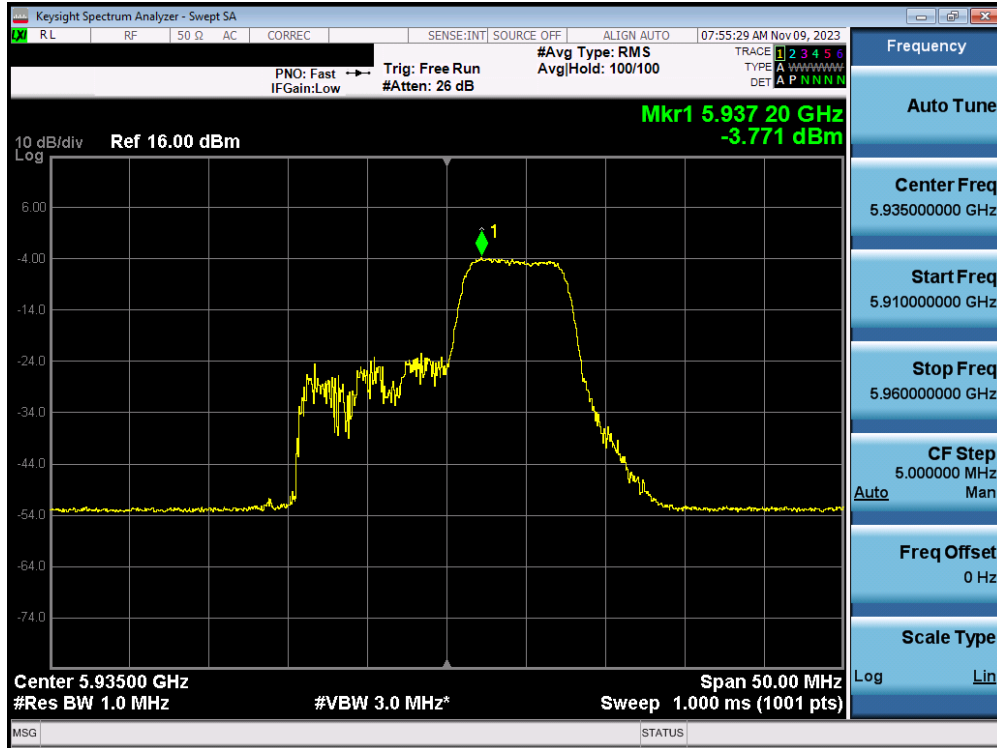 Keysight Spectrum Analyzer - Swept SA
LXI RL RF 50 Ω AC CORREC SENSE:INT SOURCE OFF ALIGN AUTO 07:55:29 AM Nov 09, 2023
PNO: Fast
IFGain:Low
Trig: Free Run
#Atten: 26 dB
#Avg Type: RMS
Avg|Hold: 100/100
TRACE 1 2 3 4 5 6
TYPE A WWWWW
DET A P N N N N
Mkr1 5.937 20 GHz
-3.771 dBm
10 dB/div Ref 16.00 dBm
Log
1
6.00
-4.00
-14.0
-24.0
-34.0
-44.0
-54.0
-64.0
-74.0
Center 5.93500 GHz Span 50.00 MHz
#Res BW 1.0 MHz #VBW 3.0 MHz* Sweep 1.000 ms (1001 pts)
MSG STATUS
Frequency
Auto Tune
Center Freq
5.935000000 GHz
Start Freq
5.910000000 GHz
Stop Freq
5.960000000 GHz
CF Step
5.000000 MHz
Auto Man
Freq Offset
0 Hz
Scale Type
Log Lin